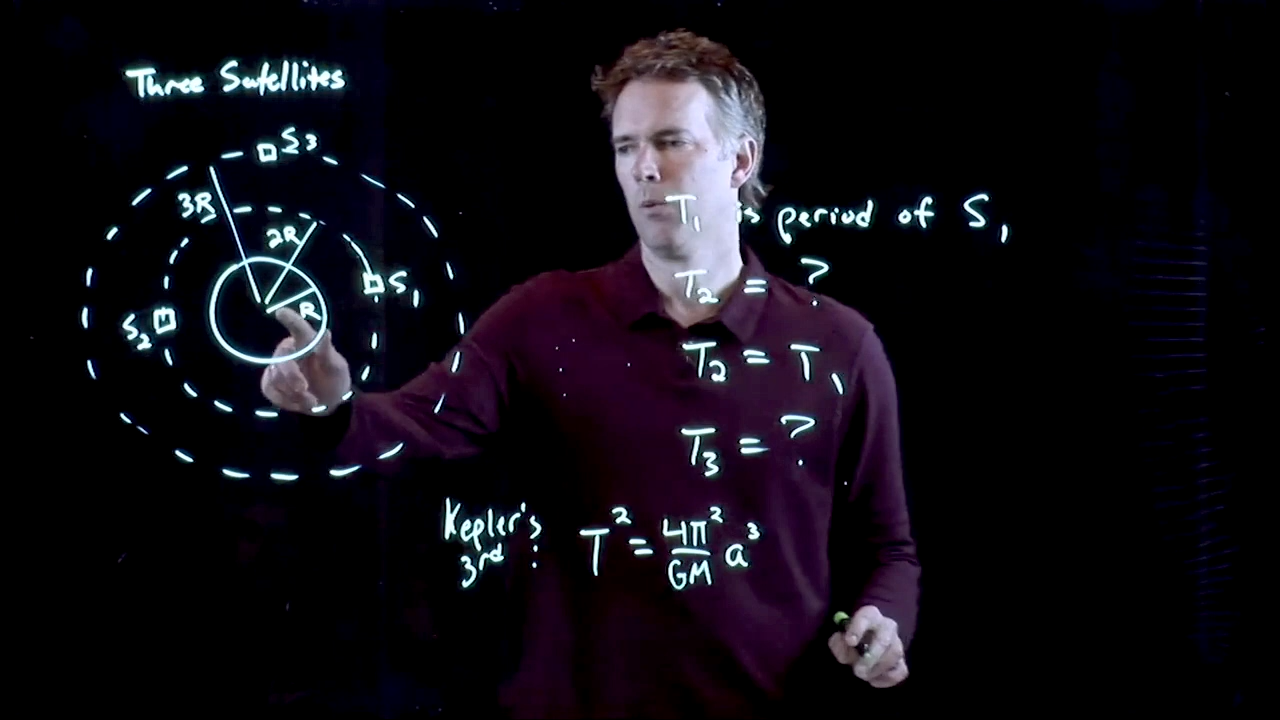 Three Satellites
S3
3R
2R
S1
R
S2
T1 is period of S1
T2 = ?
T2 = T1
T3 = ?
Kepler's 3rd: T² = 4π²/GM a³